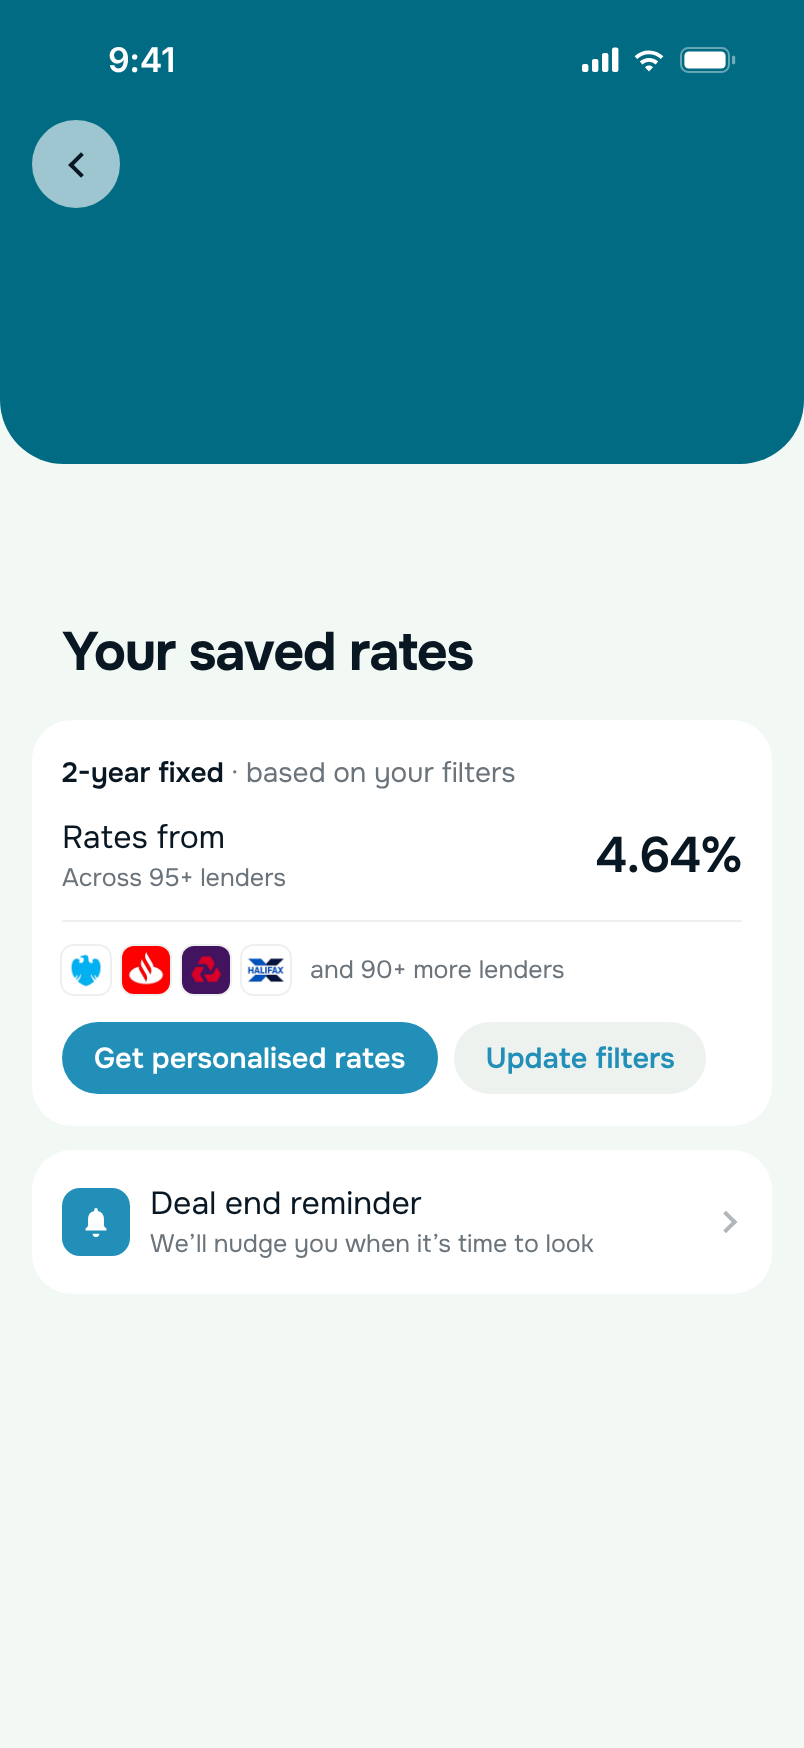 9:41
Your saved rates
2-year fixed · based on your filters
Rates from
4.64%
Across 95+ lenders
HALIFAX
and 90+ more lenders
Get personalised rates
Update filters
Deal end reminder
We’ll nudge you when it’s time to look